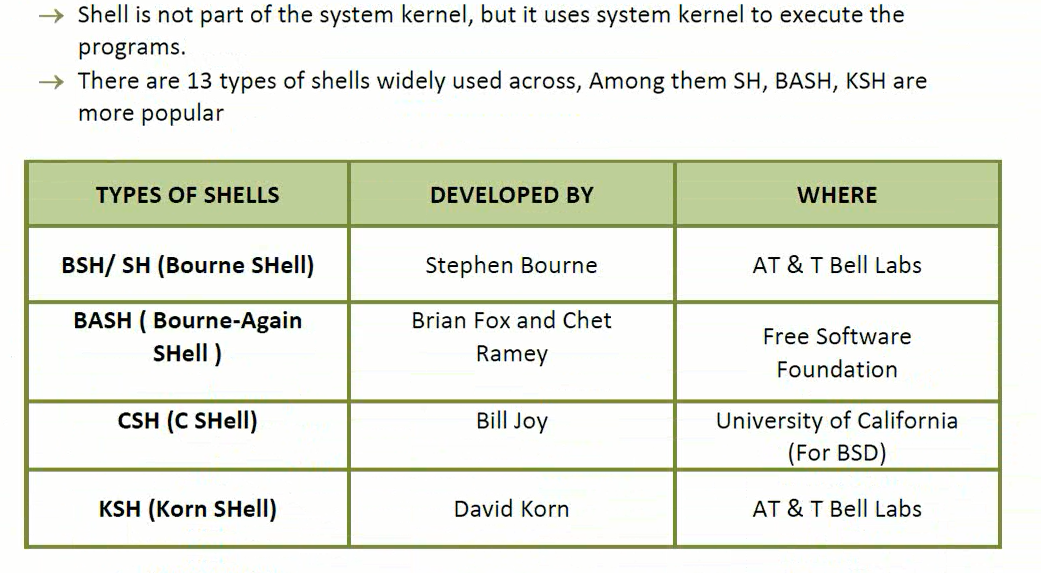 → Shell is not part of the system kernel, but it uses system kernel to execute the
programs.
→ There are 13 types of shells widely used across, Among them SH, BASH, KSH are
more popular
TYPES OF SHELLS DEVELOPED BY WHERE
BSH/ SH (Bourne SHell) Stephen Bourne AT & T Bell Labs
BASH ( Bourne-Again
SHell )
Brian Fox and Chet
Ramey
Free Software
Foundation
CSH (C SHell) Bill Joy University of California
(For BSD)
KSH (Korn SHell) David Korn AT & T Bell Labs